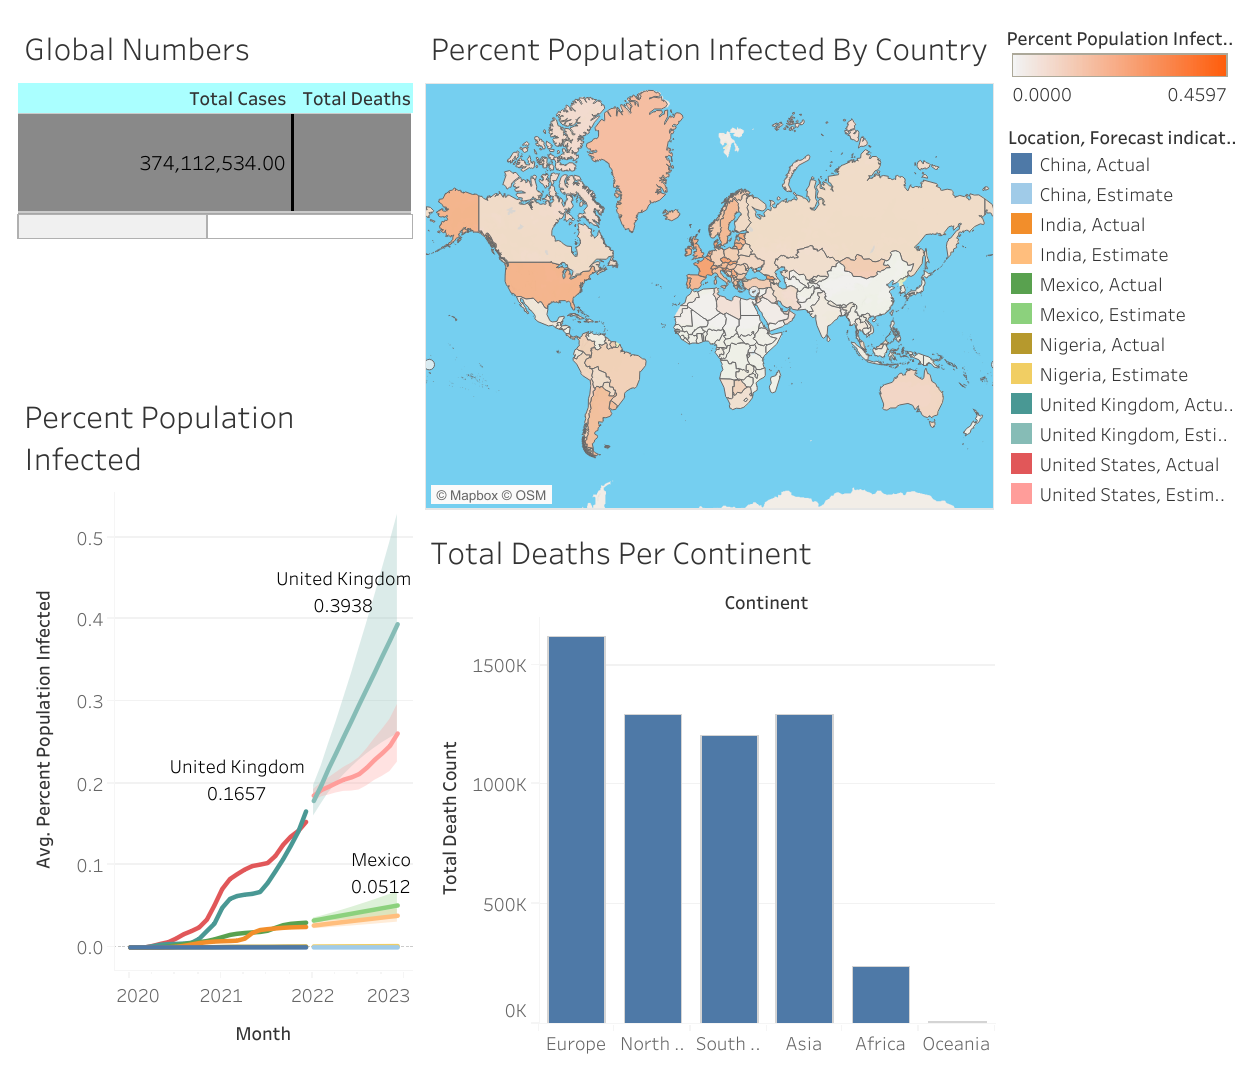 Global Numbers
Total Cases Total Deaths
374,112,534.00
Percent Population Infected By Country
© Mapbox © OSM
Percent Population Infect..
0.0000 0.4597
Location, Forecast indicat..
China, Actual
China, Estimate
India, Actual
India, Estimate
Mexico, Actual
Mexico, Estimate
Nigeria, Actual
Nigeria, Estimate
United Kingdom, Actu..
United Kingdom, Esti..
United States, Actual
United States, Estim..
Percent Population
Infected
Avg. Percent Population Infected
0.5
0.4
0.3
0.2
0.1
0.0
United Kingdom
0.3938
United Kingdom
0.1657
Mexico
0.0512
2020 2021 2022 2023
Month
Total Deaths Per Continent
Continent
Total Death Count
1500K
1000K
500K
0K
Europe North .. South .. Asia Africa Oceania